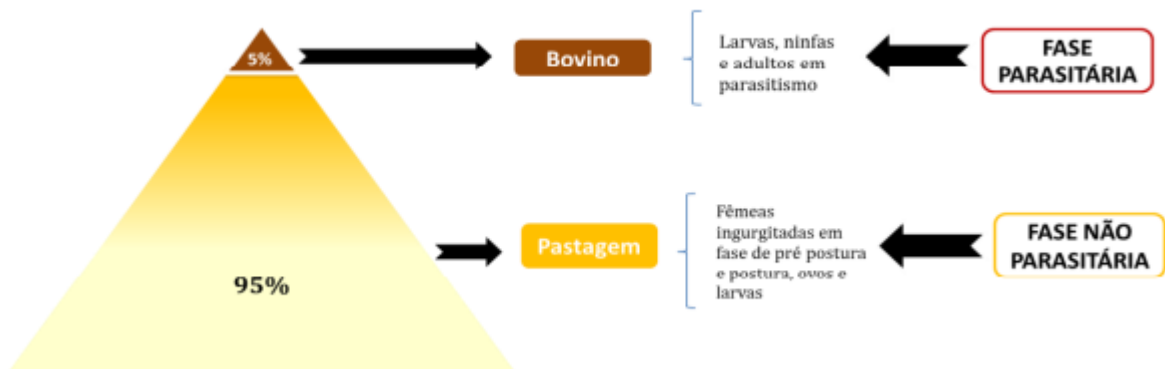 5%
Bovino
Larvas, ninfas
e adultos em
parasitismo
FASE
PARASITÁRIA
95%
Pastagem
Fêmeas
ingurgitadas em
fase de pré postura
e postura, ovos e
larvas
FASE NÃO
PARASITÁRIA